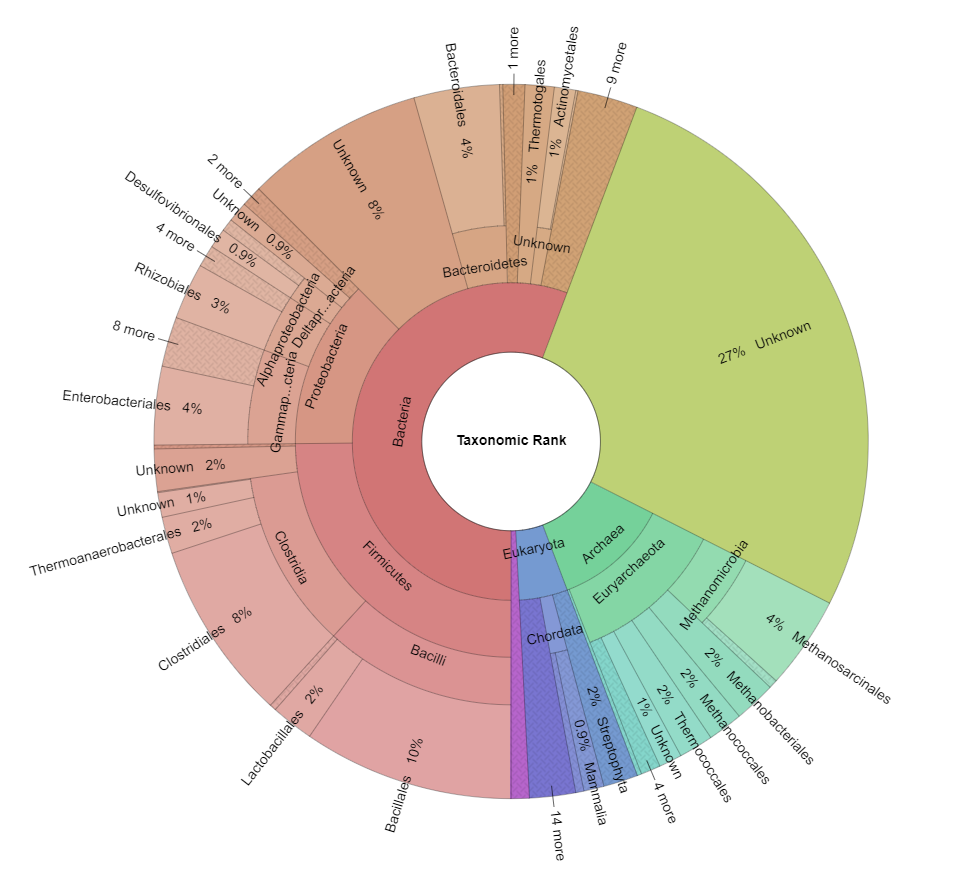 Taxonomic Rank
Bacteria
Archaea
Eukaryota
27% Unknown
Firmicutes
Proteobacteria
Bacteroidetes
Unknown
Euryarchaeota
Chordata
Bacilli
Clostridia
Gammap...cteria
Alphaproteobacteria
Deltapr...acteria
Methanomicrobia
1 more
Thermotogales 1%
Actinomycetales 1%
9 more
Bacteroidales 4%
Unknown 8%
2 more
Unknown 0.9%
Desulfovibrionales 0.9%
4 more
Rhizobiales 3%
8 more
Enterobacteriales 4%
Unknown 2%
Unknown 1%
Thermoanaerobacterales 2%
Clostridiales 8%
Lactobacillales 2%
Bacillales 10%
14 more
0.9% Mammalia
2% Streptophyta
4 more
1% Unknown
2% Thermococcales
2% Methanococcales
2% Methanobacteriales
4% Methanosarcinales